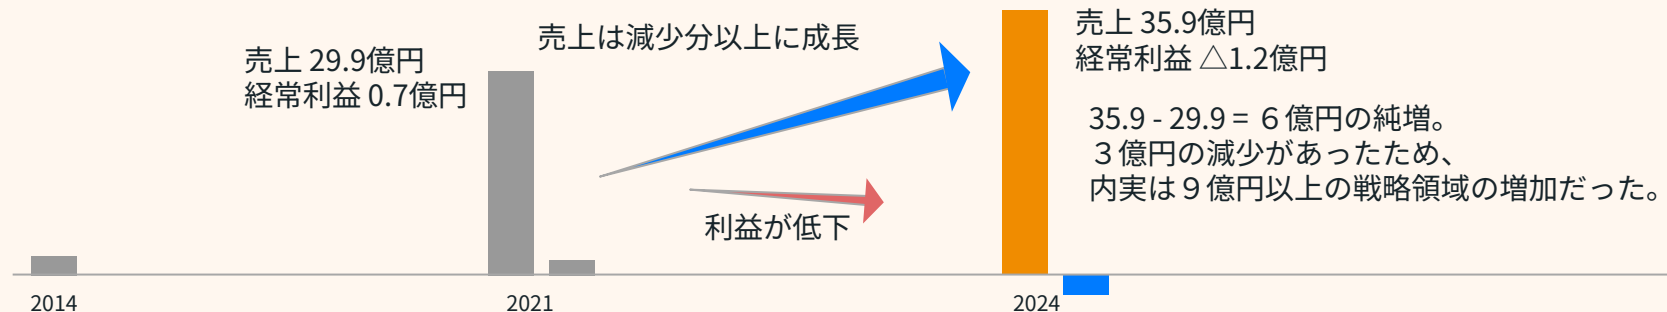 売上は減少分以上に成長
売上 29.9億円
経常利益 0.7億円
売上 35.9億円
経常利益 △1.2億円
35.9 - 29.9 = ６億円の純増。
３億円の減少があったため、
内実は９億円以上の戦略領域の増加だった。
利益が低下
2014
2021
2024